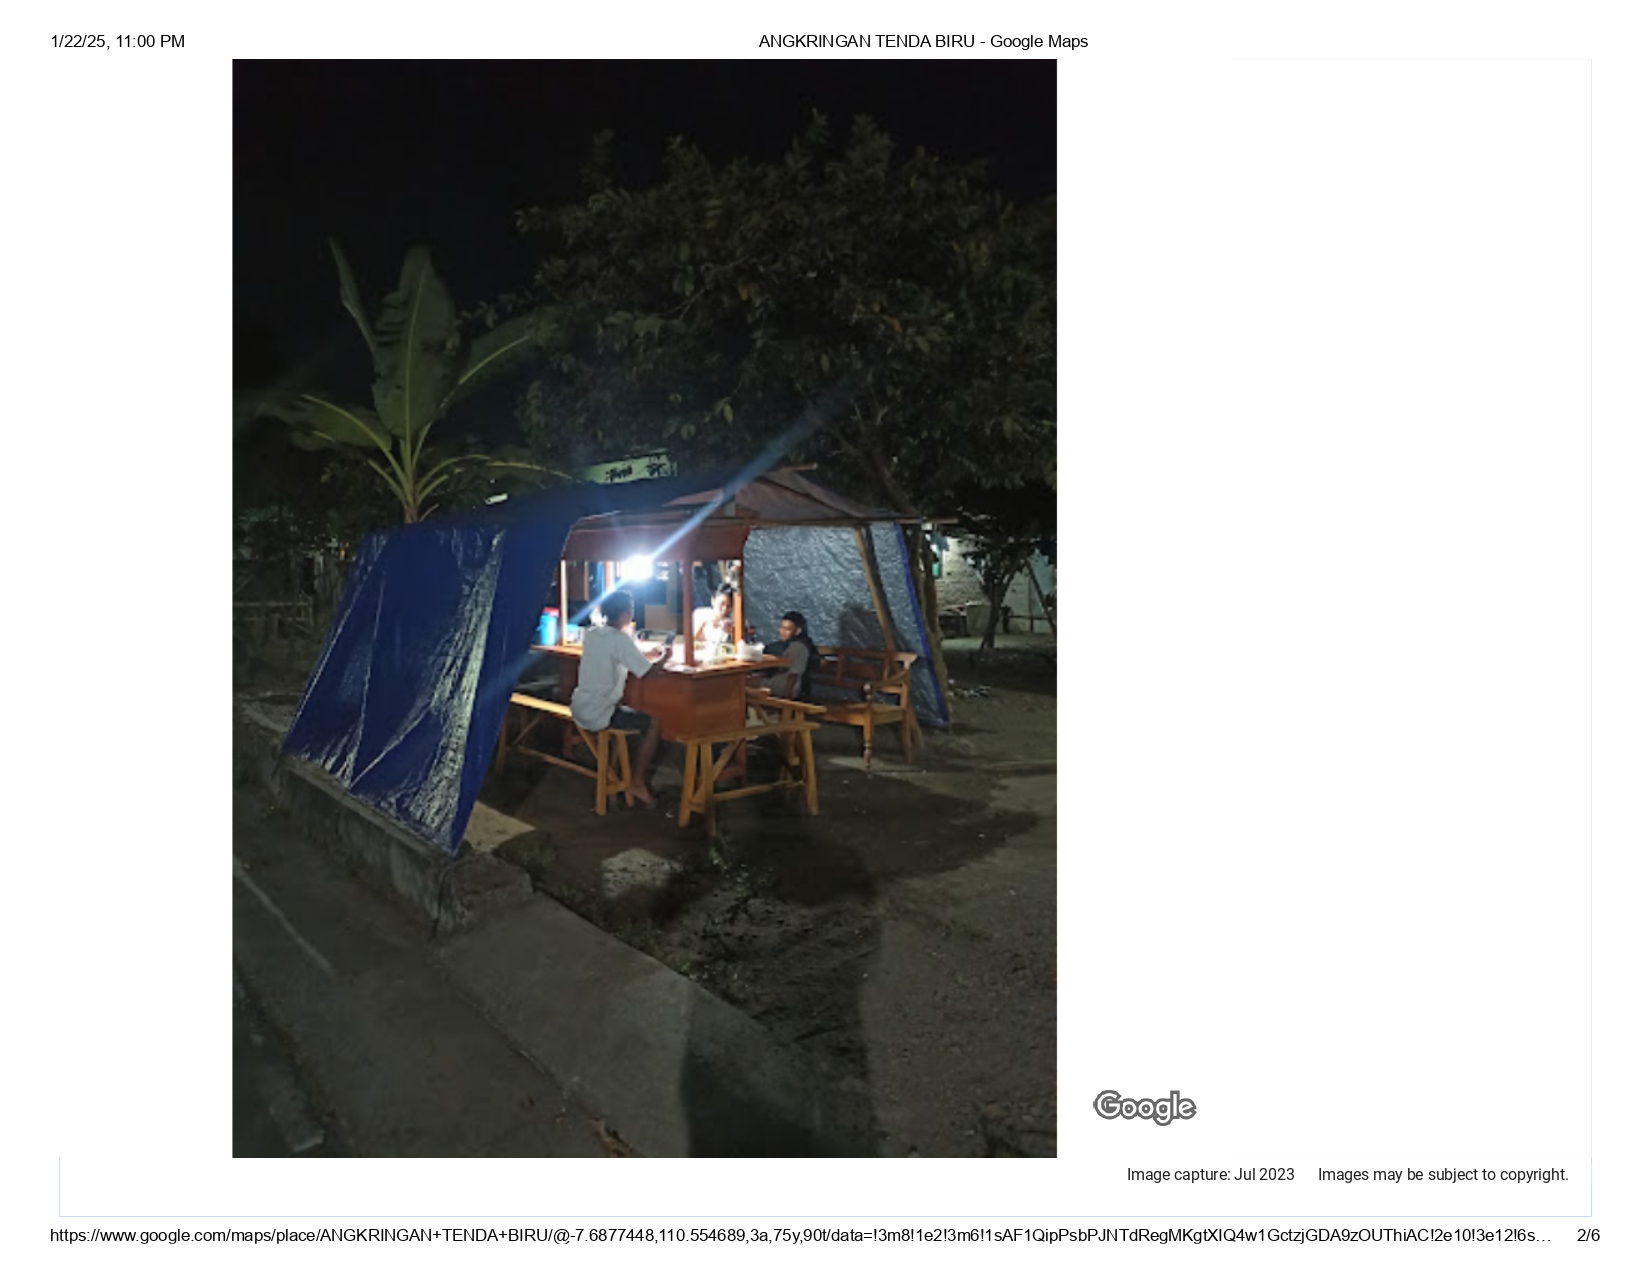 1/22/25, 11:00 PM
ANGKRINGAN TENDA BIRU - Google Maps
Google
Image capture: Jul 2023
Images may be subject to copyright.
https://www.google.com/maps/place/ANGKRINGAN+TENDA+BIRU/@-7.6877448,110.554689,3a,75y,90t/data=!3m8!1e2!3m6!1sAF1QipPsbPJNTdRegMKgtXIQ4w1GctzjGDA9zOUThiAC!2e10!3e12!6s…
2/6